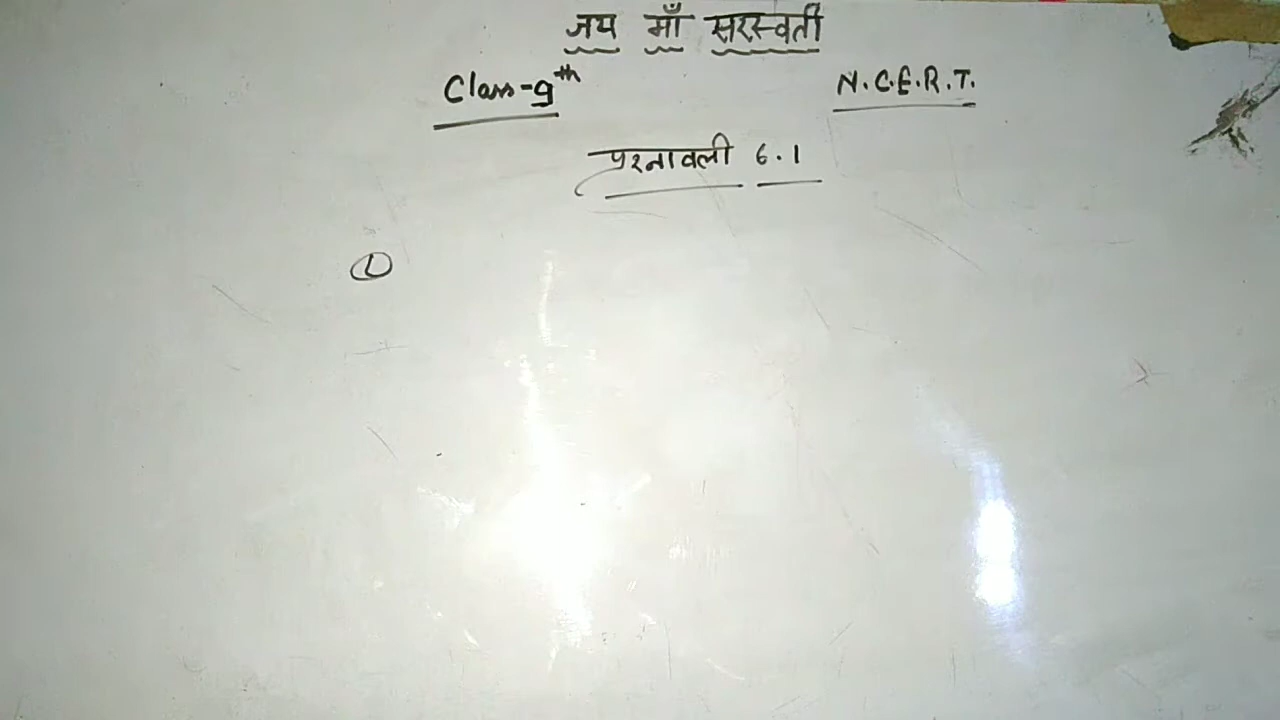 जय माँ सरस्वती
Class-9th N.C.E.R.T.
प्रश्नावली 6.1
①